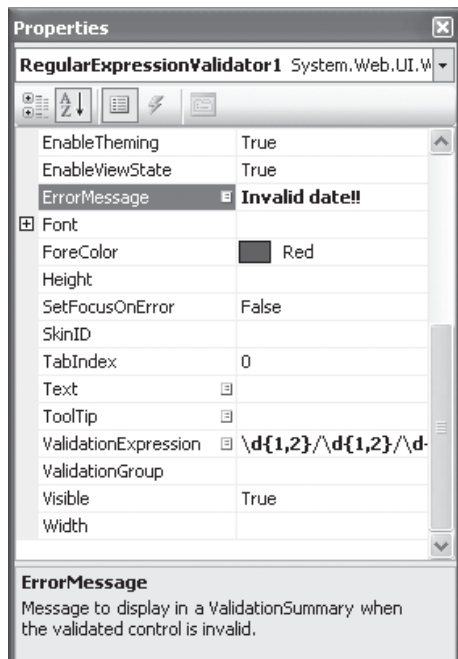 Properties
RegularExpressionValidator1 System.Web.UI.W
EnableTheming True
EnableViewState True
ErrorMessage Invalid date!!
Font
ForeColor Red
Height
SetFocusOnError False
SkinID
TabIndex 0
Text
ToolTip
ValidationExpression \d{1,2}/\d{1,2}/\d
ValidationGroup
Visible True
Width
ErrorMessage
Message to display in a ValidationSummary when
the validated control is invalid.